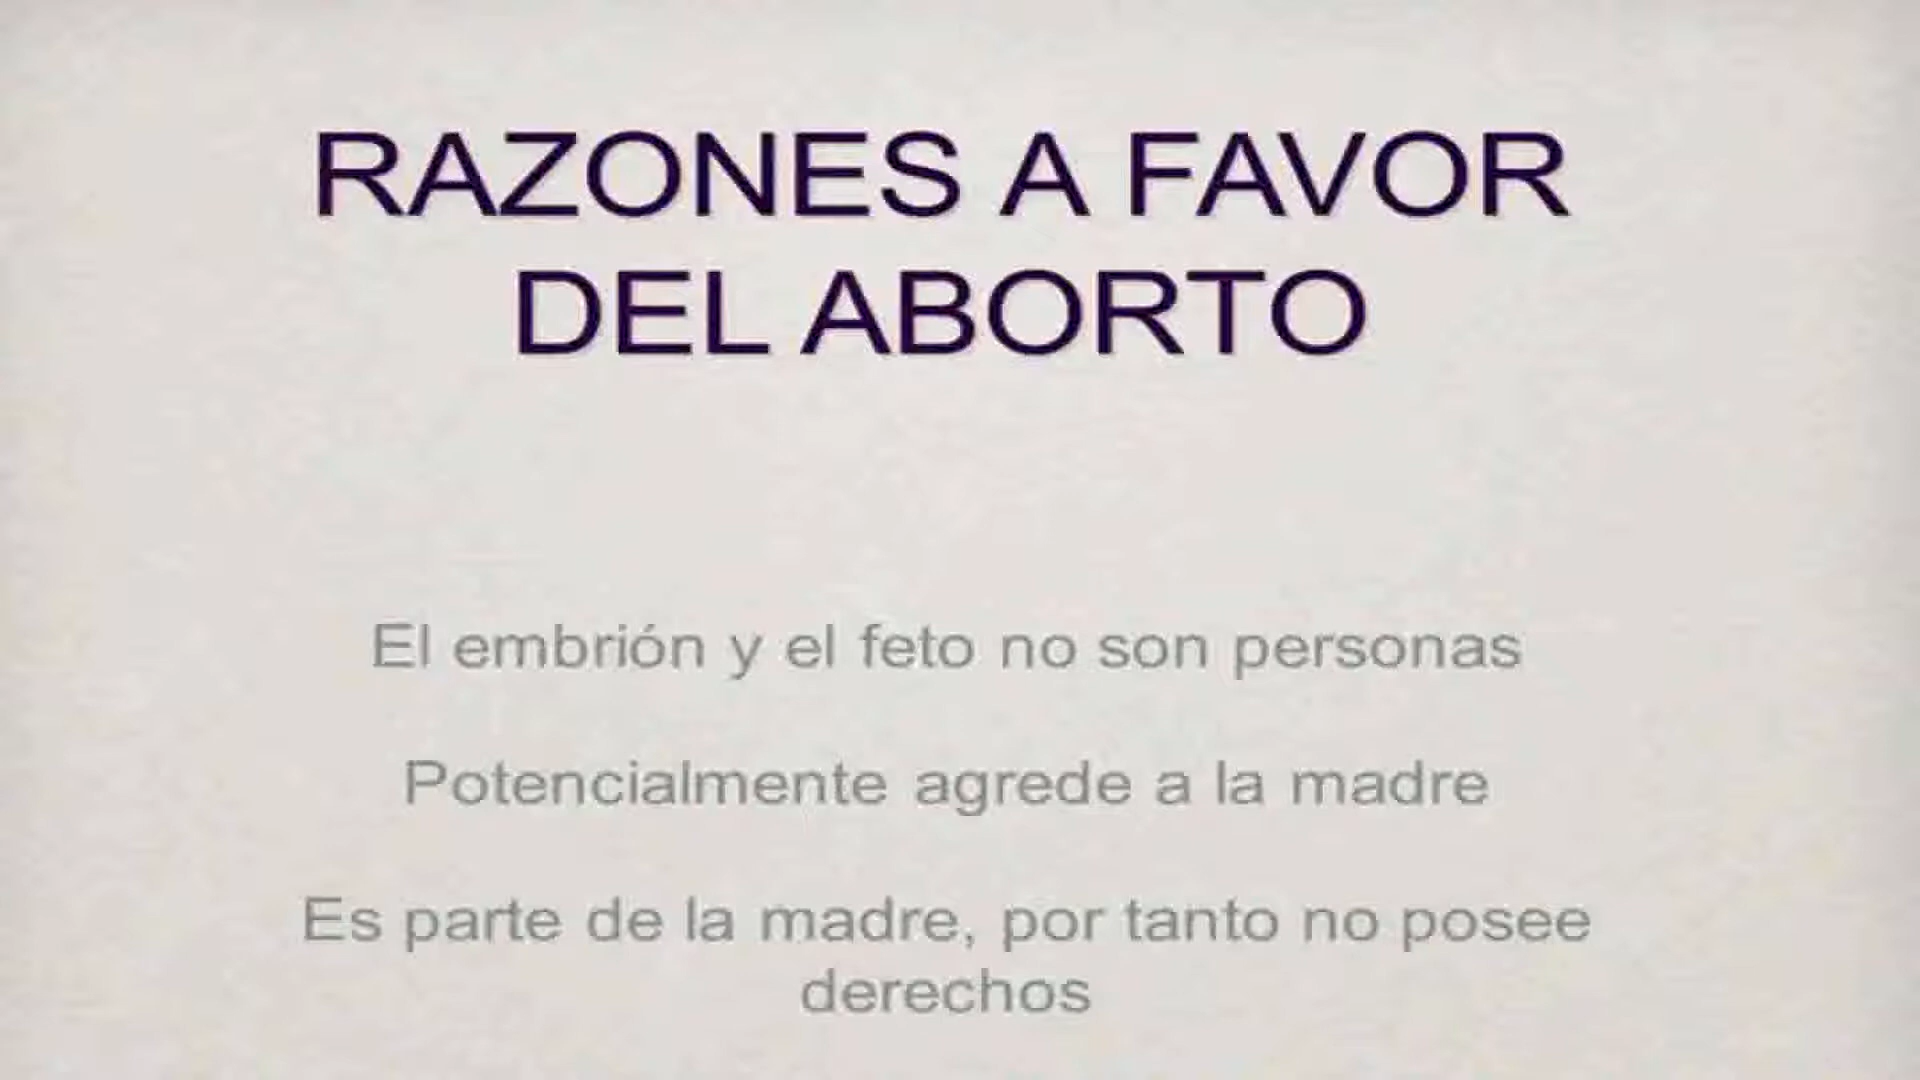 RAZONES A FAVOR
DEL ABORTO
El embrión y el feto no son personas
Potencialmente agrede a la madre
Es parte de la madre, por tanto no posee
derechos